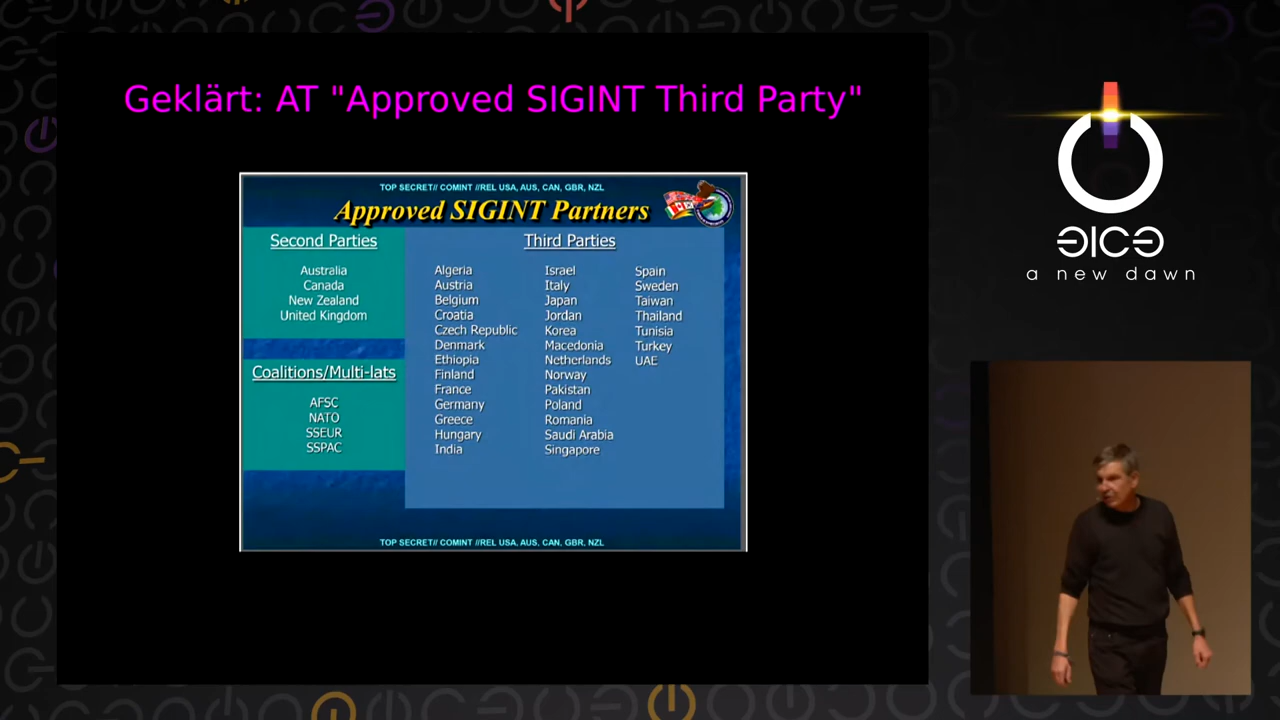 Geklärt: AT "Approved SIGINT Third Party"
TOP SECRET// COMINT //REL USA, AUS, CAN, GBR, NZL
Approved SIGINT Partners
Second Parties
Australia
Canada
New Zealand
United Kingdom
Coalitions/Multi-lats
AFSC
NATO
SSEUR
SSPAC
Third Parties
Algeria
Austria
Belgium
Croatia
Czech Republic
Denmark
Ethiopia
Finland
France
Germany
Greece
Hungary
India
Israel
Italy
Japan
Jordan
Korea
Macedonia
Netherlands
Norway
Pakistan
Poland
Romania
Saudi Arabia
Singapore
Spain
Sweden
Taiwan
Thailand
Tunisia
Turkey
UAE
TOP SECRET// COMINT //REL USA, AUS, CAN, GBR, NZL
a new dawn